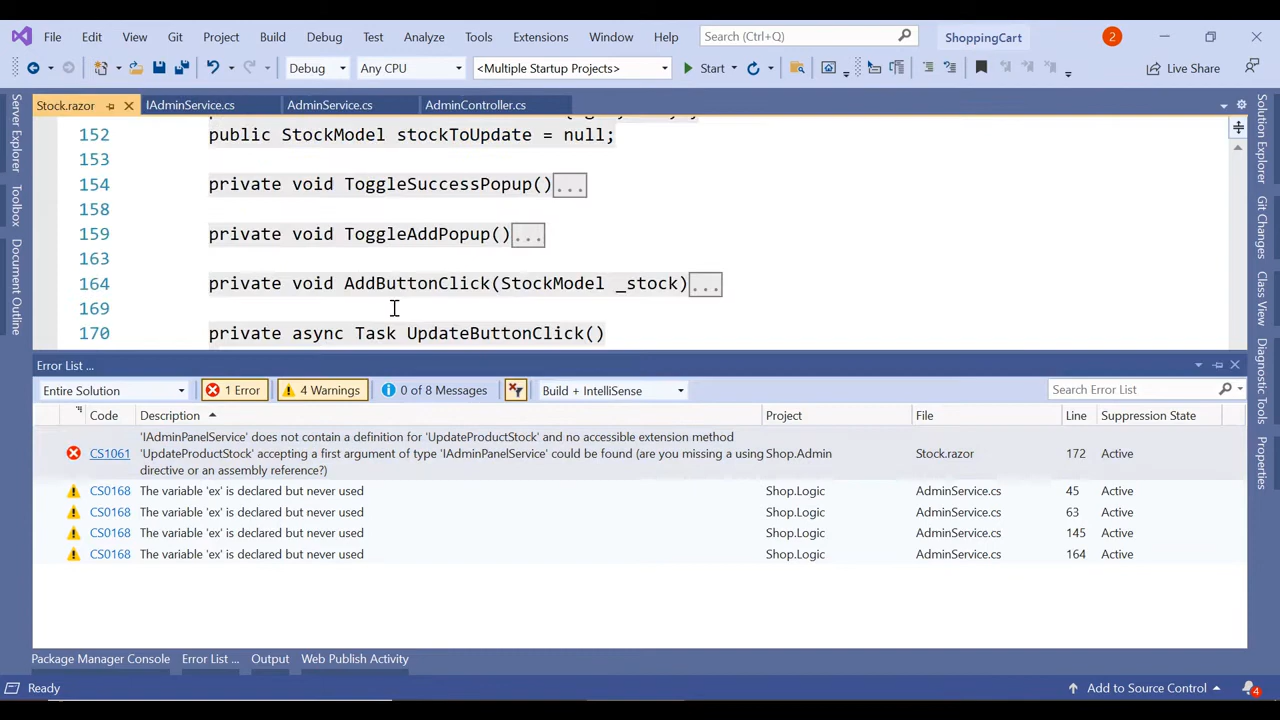 File Edit View Git Project Build Debug Test Analyze Tools Extensions Window Help Search (Ctrl+Q) ShoppingCart 2
Debug Any CPU <Multiple Startup Projects> Start Live Share
Stock.razor IAdminService.cs AdminService.cs AdminController.cs
Server Explorer
Toolbox
Document Outline
152 public StockModel stockToUpdate = null;
153
154 private void ToggleSuccessPopup()...
158
159 private void ToggleAddPopup()...
163
164 private void AddButtonClick(StockModel _stock)...
169
170 private async Task UpdateButtonClick()
Solution Explorer
Git Changes
Class View
Diagnostic Tools
Properties
Error List ...
Entire Solution 1 Error 4 Warnings 0 of 8 Messages Build + IntelliSense Search Error List
Code Description Project File Line Suppression State
'IAdminPanelService' does not contain a definition for 'UpdateProductStock' and no accessible extension method
CS1061 'UpdateProductStock' accepting a first argument of type 'IAdminPanelService' could be found (are you missing a using Shop.Admin Stock.razor 172 Active
directive or an assembly reference?)
CS0168 The variable 'ex' is declared but never used Shop.Logic AdminService.cs 45 Active
CS0168 The variable 'ex' is declared but never used Shop.Logic AdminService.cs 63 Active
CS0168 The variable 'ex' is declared but never used Shop.Logic AdminService.cs 145 Active
CS0168 The variable 'ex' is declared but never used Shop.Logic AdminService.cs 164 Active
Package Manager Console Error List ... Output Web Publish Activity
Ready Add to Source Control 4